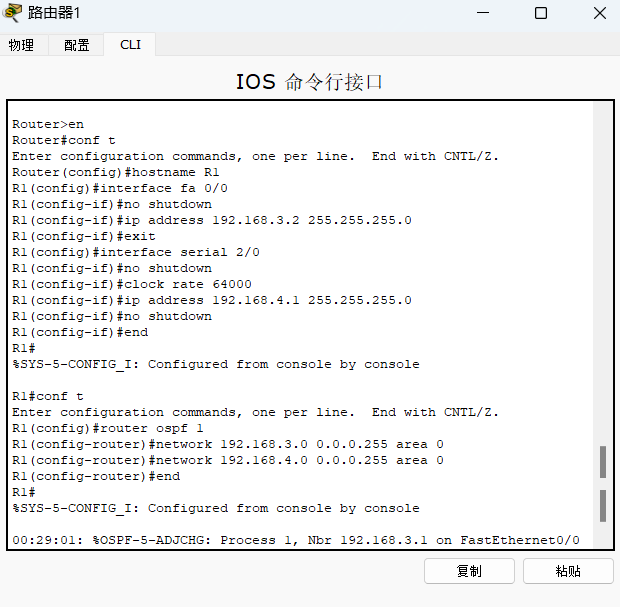 路由器1
物理 配置 CLI
IOS 命令行接口
Router>en
Router#conf t
Enter configuration commands, one per line.  End with CNTL/Z.
Router(config)#hostname R1
R1(config)#interface fa 0/0
R1(config-if)#no shutdown
R1(config-if)#ip address 192.168.3.2 255.255.255.0
R1(config-if)#exit
R1(config)#interface serial 2/0
R1(config-if)#no shutdown
R1(config-if)#clock rate 64000
R1(config-if)#ip address 192.168.4.1 255.255.255.0
R1(config-if)#no shutdown
R1(config-if)#end
R1#
%SYS-5-CONFIG_I: Configured from console by console
R1#conf t
Enter configuration commands, one per line.  End with CNTL/Z.
R1(config)#router ospf 1
R1(config-router)#network 192.168.3.0 0.0.0.255 area 0
R1(config-router)#network 192.168.4.0 0.0.0.255 area 0
R1(config-router)#end
R1#
%SYS-5-CONFIG_I: Configured from console by console
00:29:01: %OSPF-5-ADJCHG: Process 1, Nbr 192.168.3.1 on FastEthernet0/0
复制 粘贴